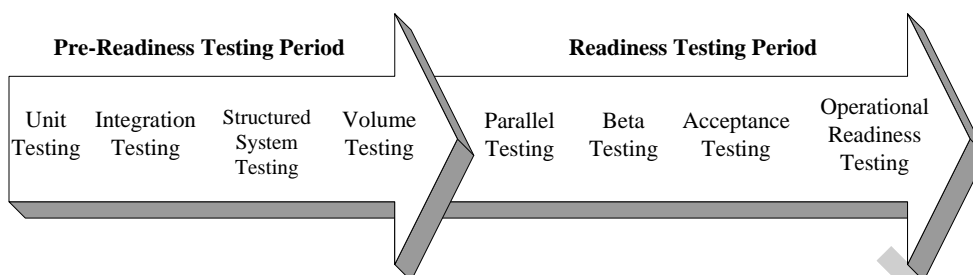 Pre-Readiness Testing Period
Readiness Testing Period
Unit
Testing
Integration
Testing
Structured
System
Testing
Volume
Testing
Parallel
Testing
Beta
Testing
Acceptance
Testing
Operational
Readiness
Testing